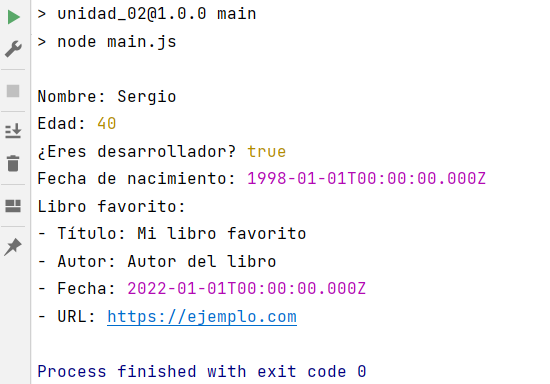 > unidad_02@1.0.0 main
> node main.js
Nombre: Sergio
Edad: 40
¿Eres desarrollador? true
Fecha de nacimiento: 1998-01-01T00:00:00.000Z
Libro favorito:
- Título: Mi libro favorito
- Autor: Autor del libro
- Fecha: 2022-01-01T00:00:00.000Z
- URL: https://ejemplo.com
Process finished with exit code 0